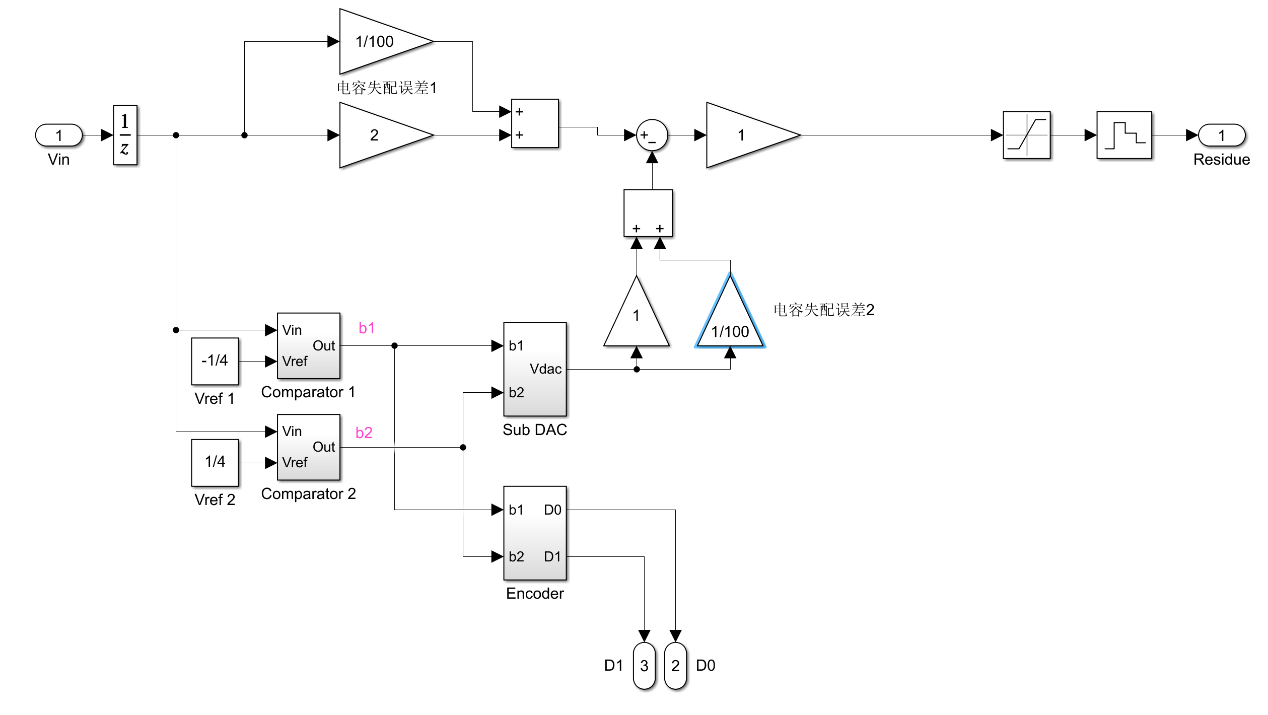 1/100
电容失配误差1
1
Vin
1
z
2
+
+
+
−
1
1
Residue
+ +
1
1/100
电容失配误差2
Vin
Vref
Out
b1
-1/4
Vref 1
Comparator 1
b1
b2
Vdac
Sub DAC
Vin
Vref
Out
b2
1/4
Vref 2
Comparator 2
b1
b2
D0
D1
Encoder
D1
3
2
D0